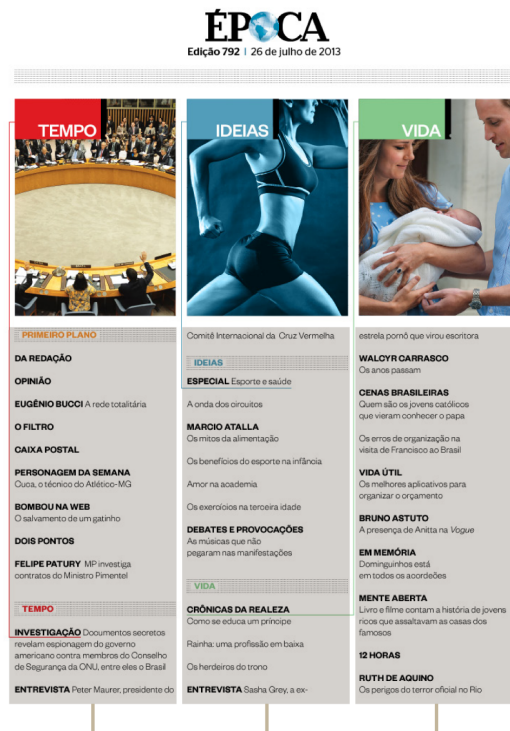 ÉPOCA
Edição 792 | 26 de julho de 2013
TEMPO
IDEIAS
VIDA
PRIMEIRO PLANO
DA REDAÇÃO
OPINIÃO
EUGÊNIO BUCCI A rede totalitária
O FILTRO
CAIXA POSTAL
PERSONAGEM DA SEMANA
Cuca, o técnico do Atlético-MG
BOMBOU NA WEB
O salvamento de um gatinho
DOIS PONTOS
FELIPE PATURY MP investiga
contratos do Ministro Pimentel
TEMPO
INVESTIGAÇÃO Documentos secretos
revelam espionagem do governo
americano contra membros do Conselho
de Segurança da ONU, entre eles o Brasil
ENTREVISTA Peter Maurer, presidente do
Comitê Internacional da Cruz Vermelha
IDEIAS
ESPECIAL Esporte e saúde
A onda dos circuitos
MARCIO ATALLA
Os mitos da alimentação
Os benefícios do esporte na infância
Amor na academia
Os exercícios na terceira idade
DEBATES E PROVOCAÇÕES
As músicas que não
pegaram nas manifestações
VIDA
CRÔNICAS DA REALEZA
Como se educa um príncipe
Rainha: uma profissão em baixa
Os herdeiros do trono
ENTREVISTA Sasha Grey, a ex-
estrela pornô que virou escritora
WALCYR CARRASCO
Os anos passam
CENAS BRASILEIRAS
Quem são os jovens católicos
que vieram conhecer o papa
Os erros de organização na
visita de Francisco ao Brasil
VIDA ÚTIL
Os melhores aplicativos para
organizar o orçamento
BRUNO ASTUTO
A presença de Anitta na Vogue
EM MEMÓRIA
Dominguinhos está
em todos os acordeões
MENTE ABERTA
Livro e filme contam a história de jovens
ricos que assaltavam as casas dos
famosos
12 HORAS
RUTH DE AQUINO
Os perigos do terror oficial no Rio